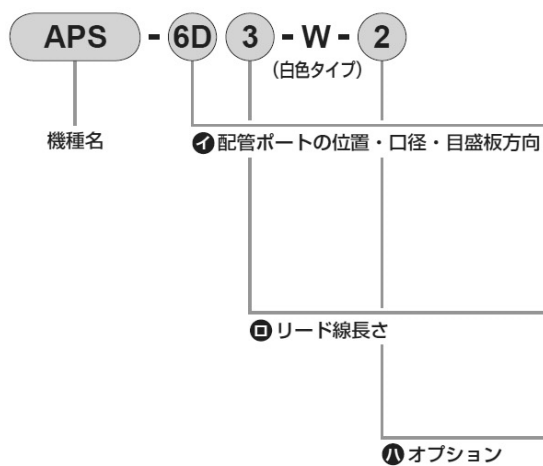 APS - 6D 3 - W - 2
(白色タイプ)
機種名
イ 配管ポートの位置・口径・目盛板方向
ロ リード線長さ
ハ オプション